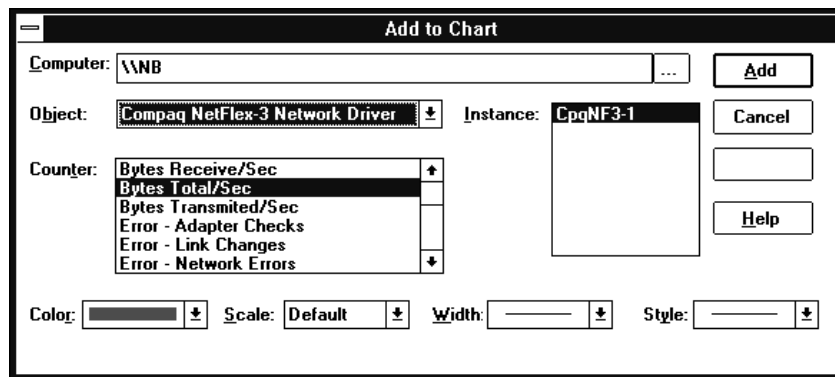 Add to Chart
Computer: \\NB ... Add
Object: Compaq NetFlex-3 Network Driver Instance: CpqNF3-1 Cancel
Counter: Bytes Receive/Sec
Bytes Total/Sec
Bytes Transmited/Sec
Error - Adapter Checks
Error - Link Changes
Error - Network Errors
Help
Color: Scale: Default Width: Style: